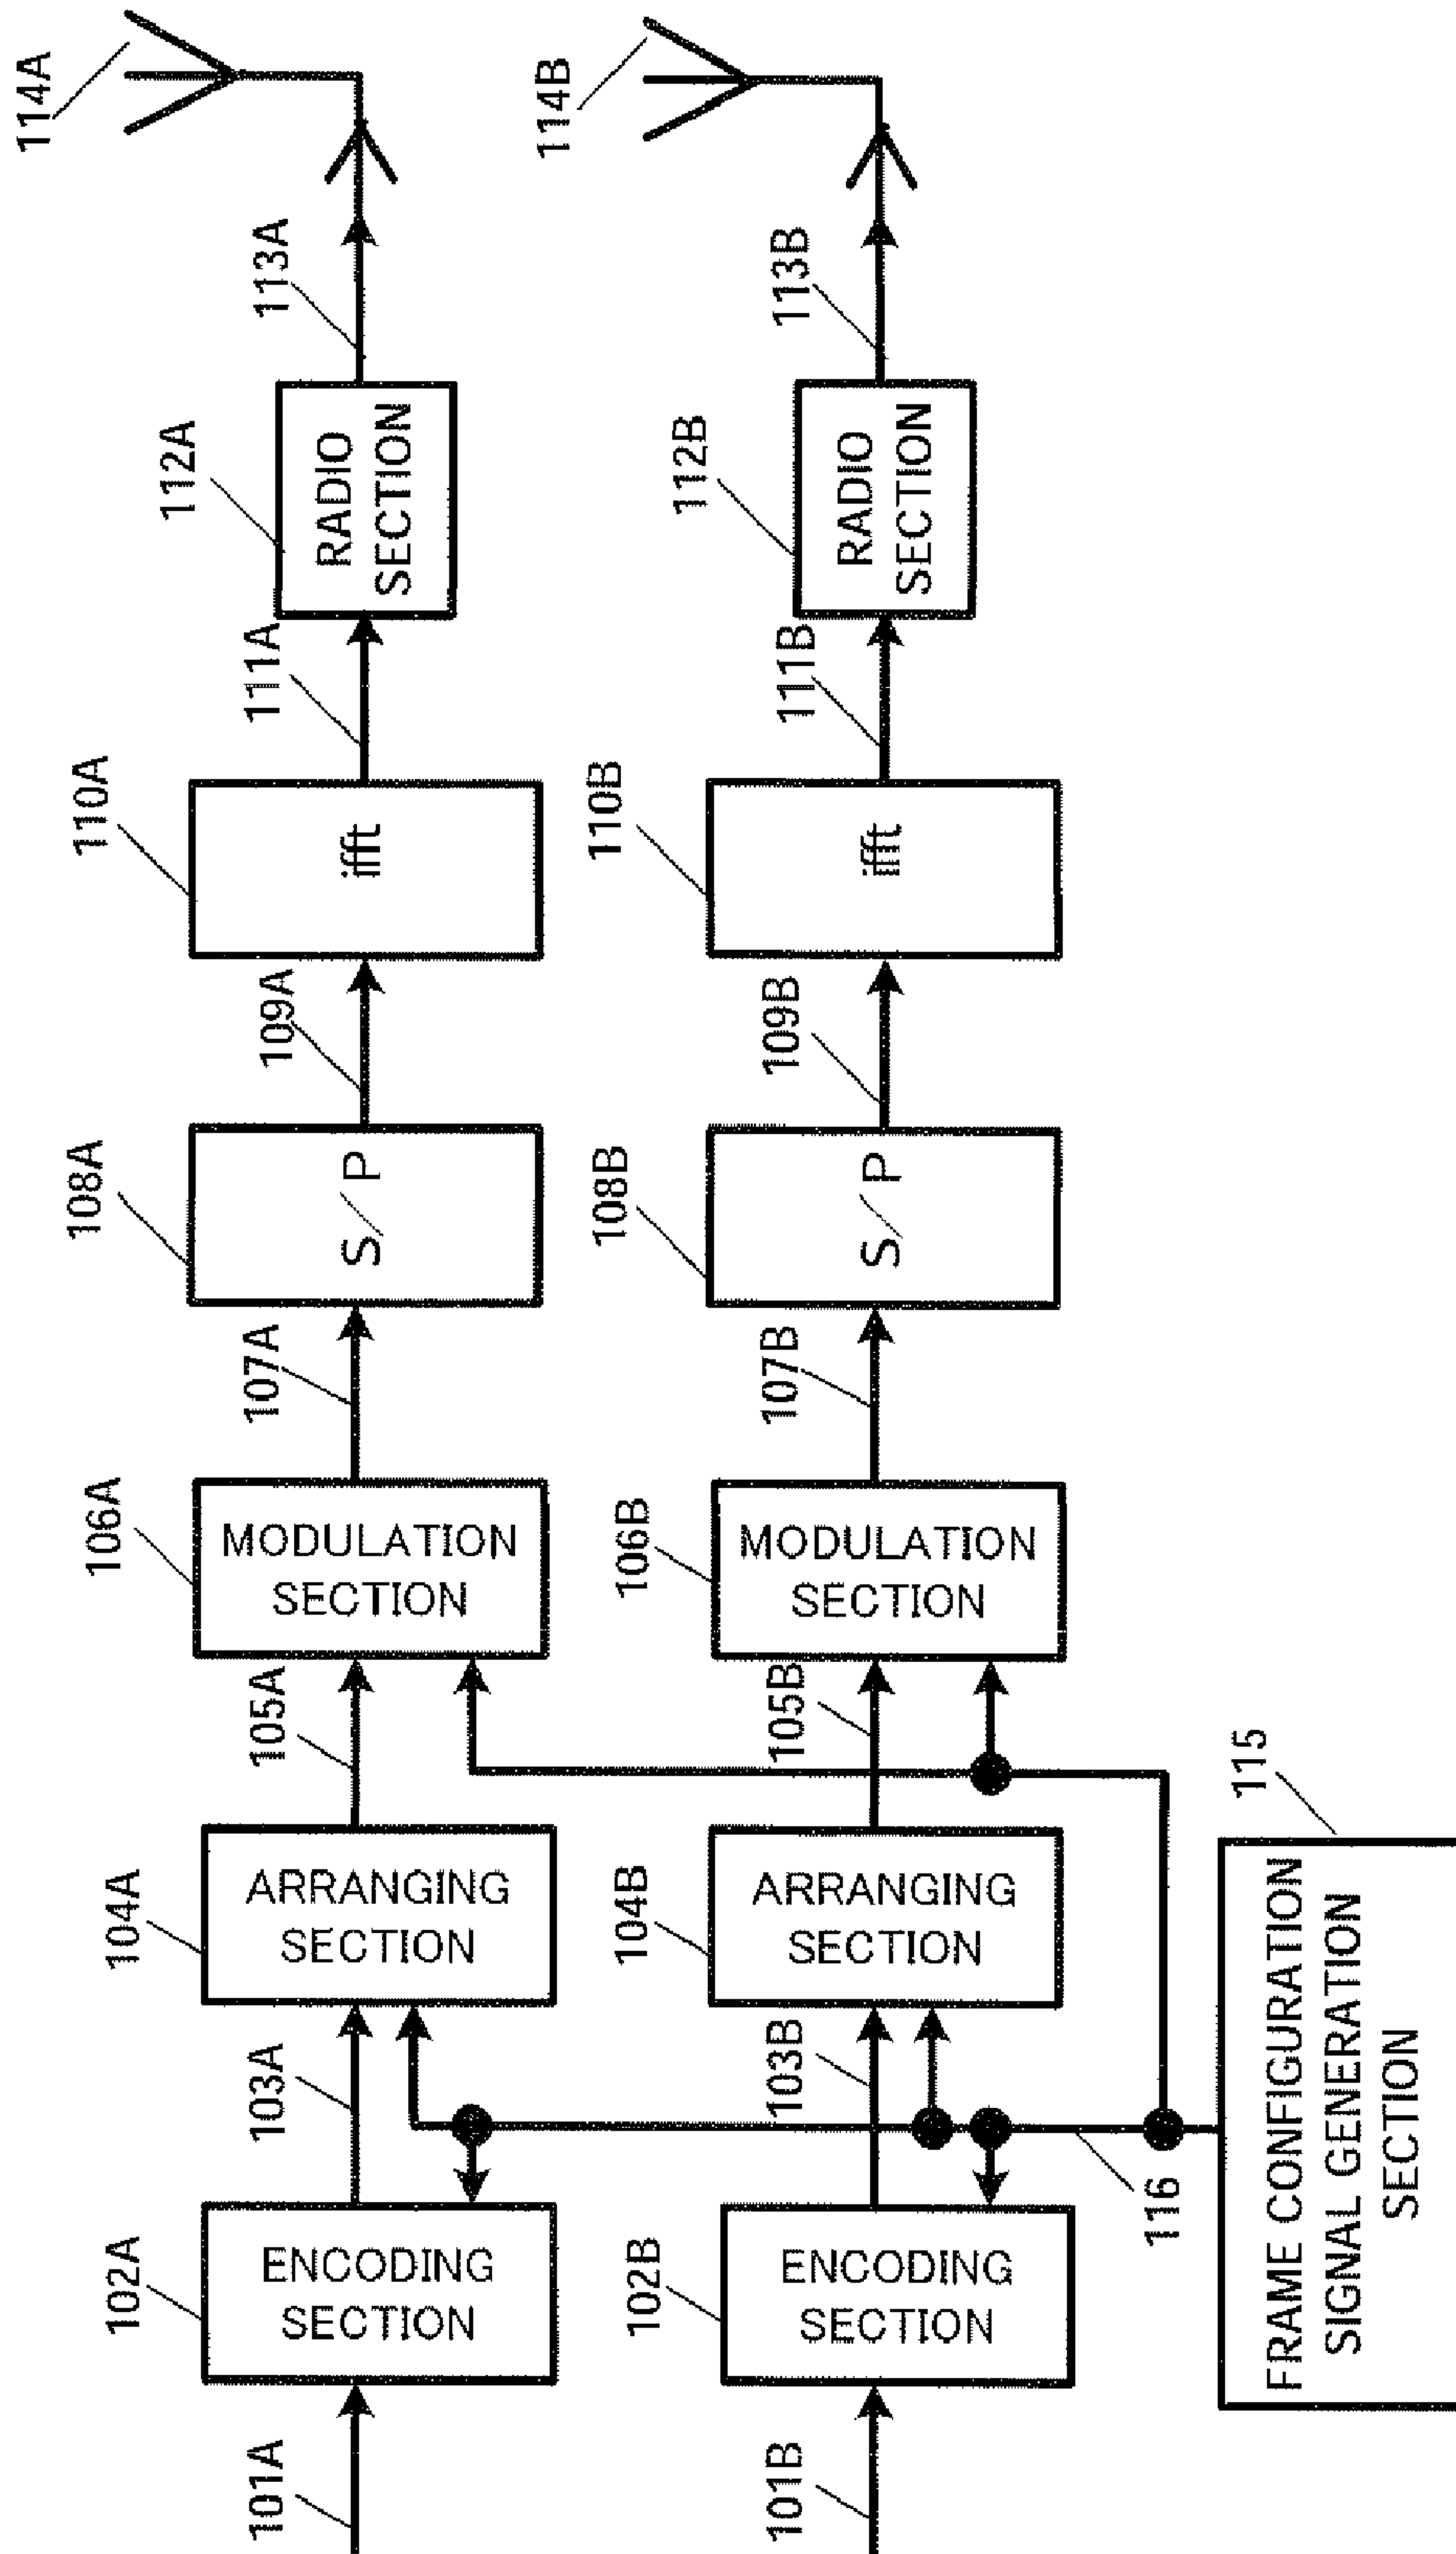 101A
102A
ENCODING
SECTION
103A
104A
ARRANGING
SECTION
105A
106A
MODULATION
SECTION
107A
108A
S/P
109A
110A
ifft
111A
112A
RADIO
SECTION
113A
114A
101B
102B
ENCODING
SECTION
103B
104B
ARRANGING
SECTION
105B
106B
MODULATION
SECTION
107B
108B
S/P
109B
110B
ifft
111B
112B
RADIO
SECTION
113B
114B
116
115
FRAME CONFIGURATION
SIGNAL GENERATION
SECTION